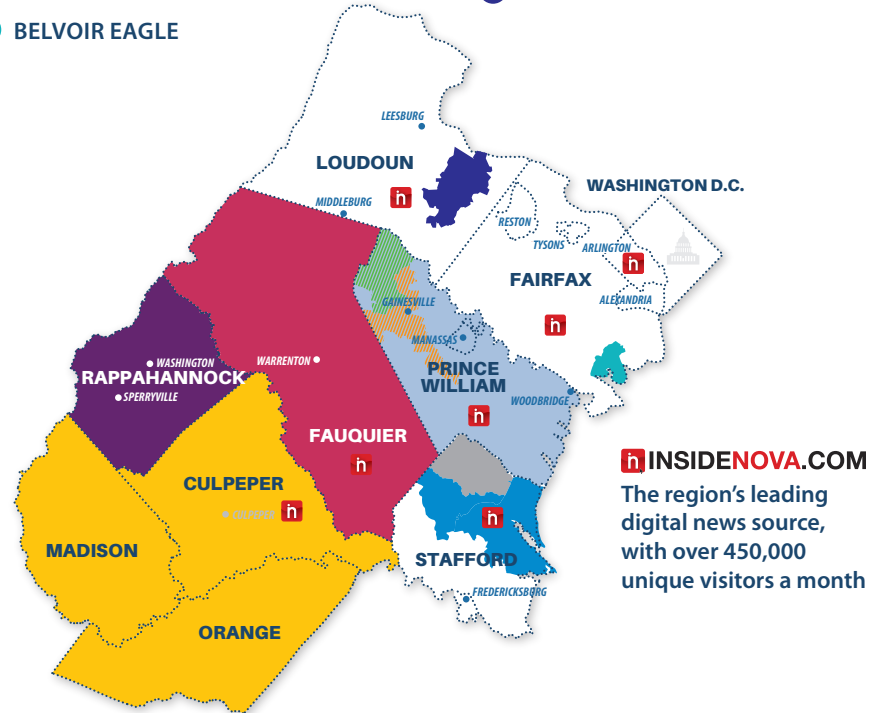 BELVOIR EAGLE
LEESBURG
LOUDOUN
WASHINGTON D.C.
MIDDLEBURG
RESTON
TYSONS
ARLINGTON
FAIRFAX
ALEXANDRIA
GAINESVILLE
MANASSAS
WASHINGTON
WARRENTON
PRINCE
WILLIAM
RAPPAHANNOCK
SPERRYVILLE
WOODBRIDGE
FAUQUIER
CULPEPER
CULPEPER
in INSIDENOVA.COM
The region's leading
digital news source,
with over 450,000
unique visitors a month
MADISON
STAFFORD
FREDERICKSBURG
ORANGE